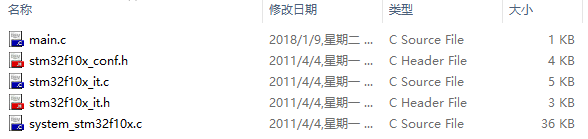 名称 修改日期 类型 大小
main.c 2018/1/9,星期二 ... C Source File 1 KB
stm32f10x_conf.h 2011/4/4,星期一 ... C Header File 4 KB
stm32f10x_it.c 2011/4/4,星期一 ... C Source File 5 KB
stm32f10x_it.h 2011/4/4,星期一 ... C Header File 3 KB
system_stm32f10x.c 2011/4/4,星期一 ... C Source File 36 KB